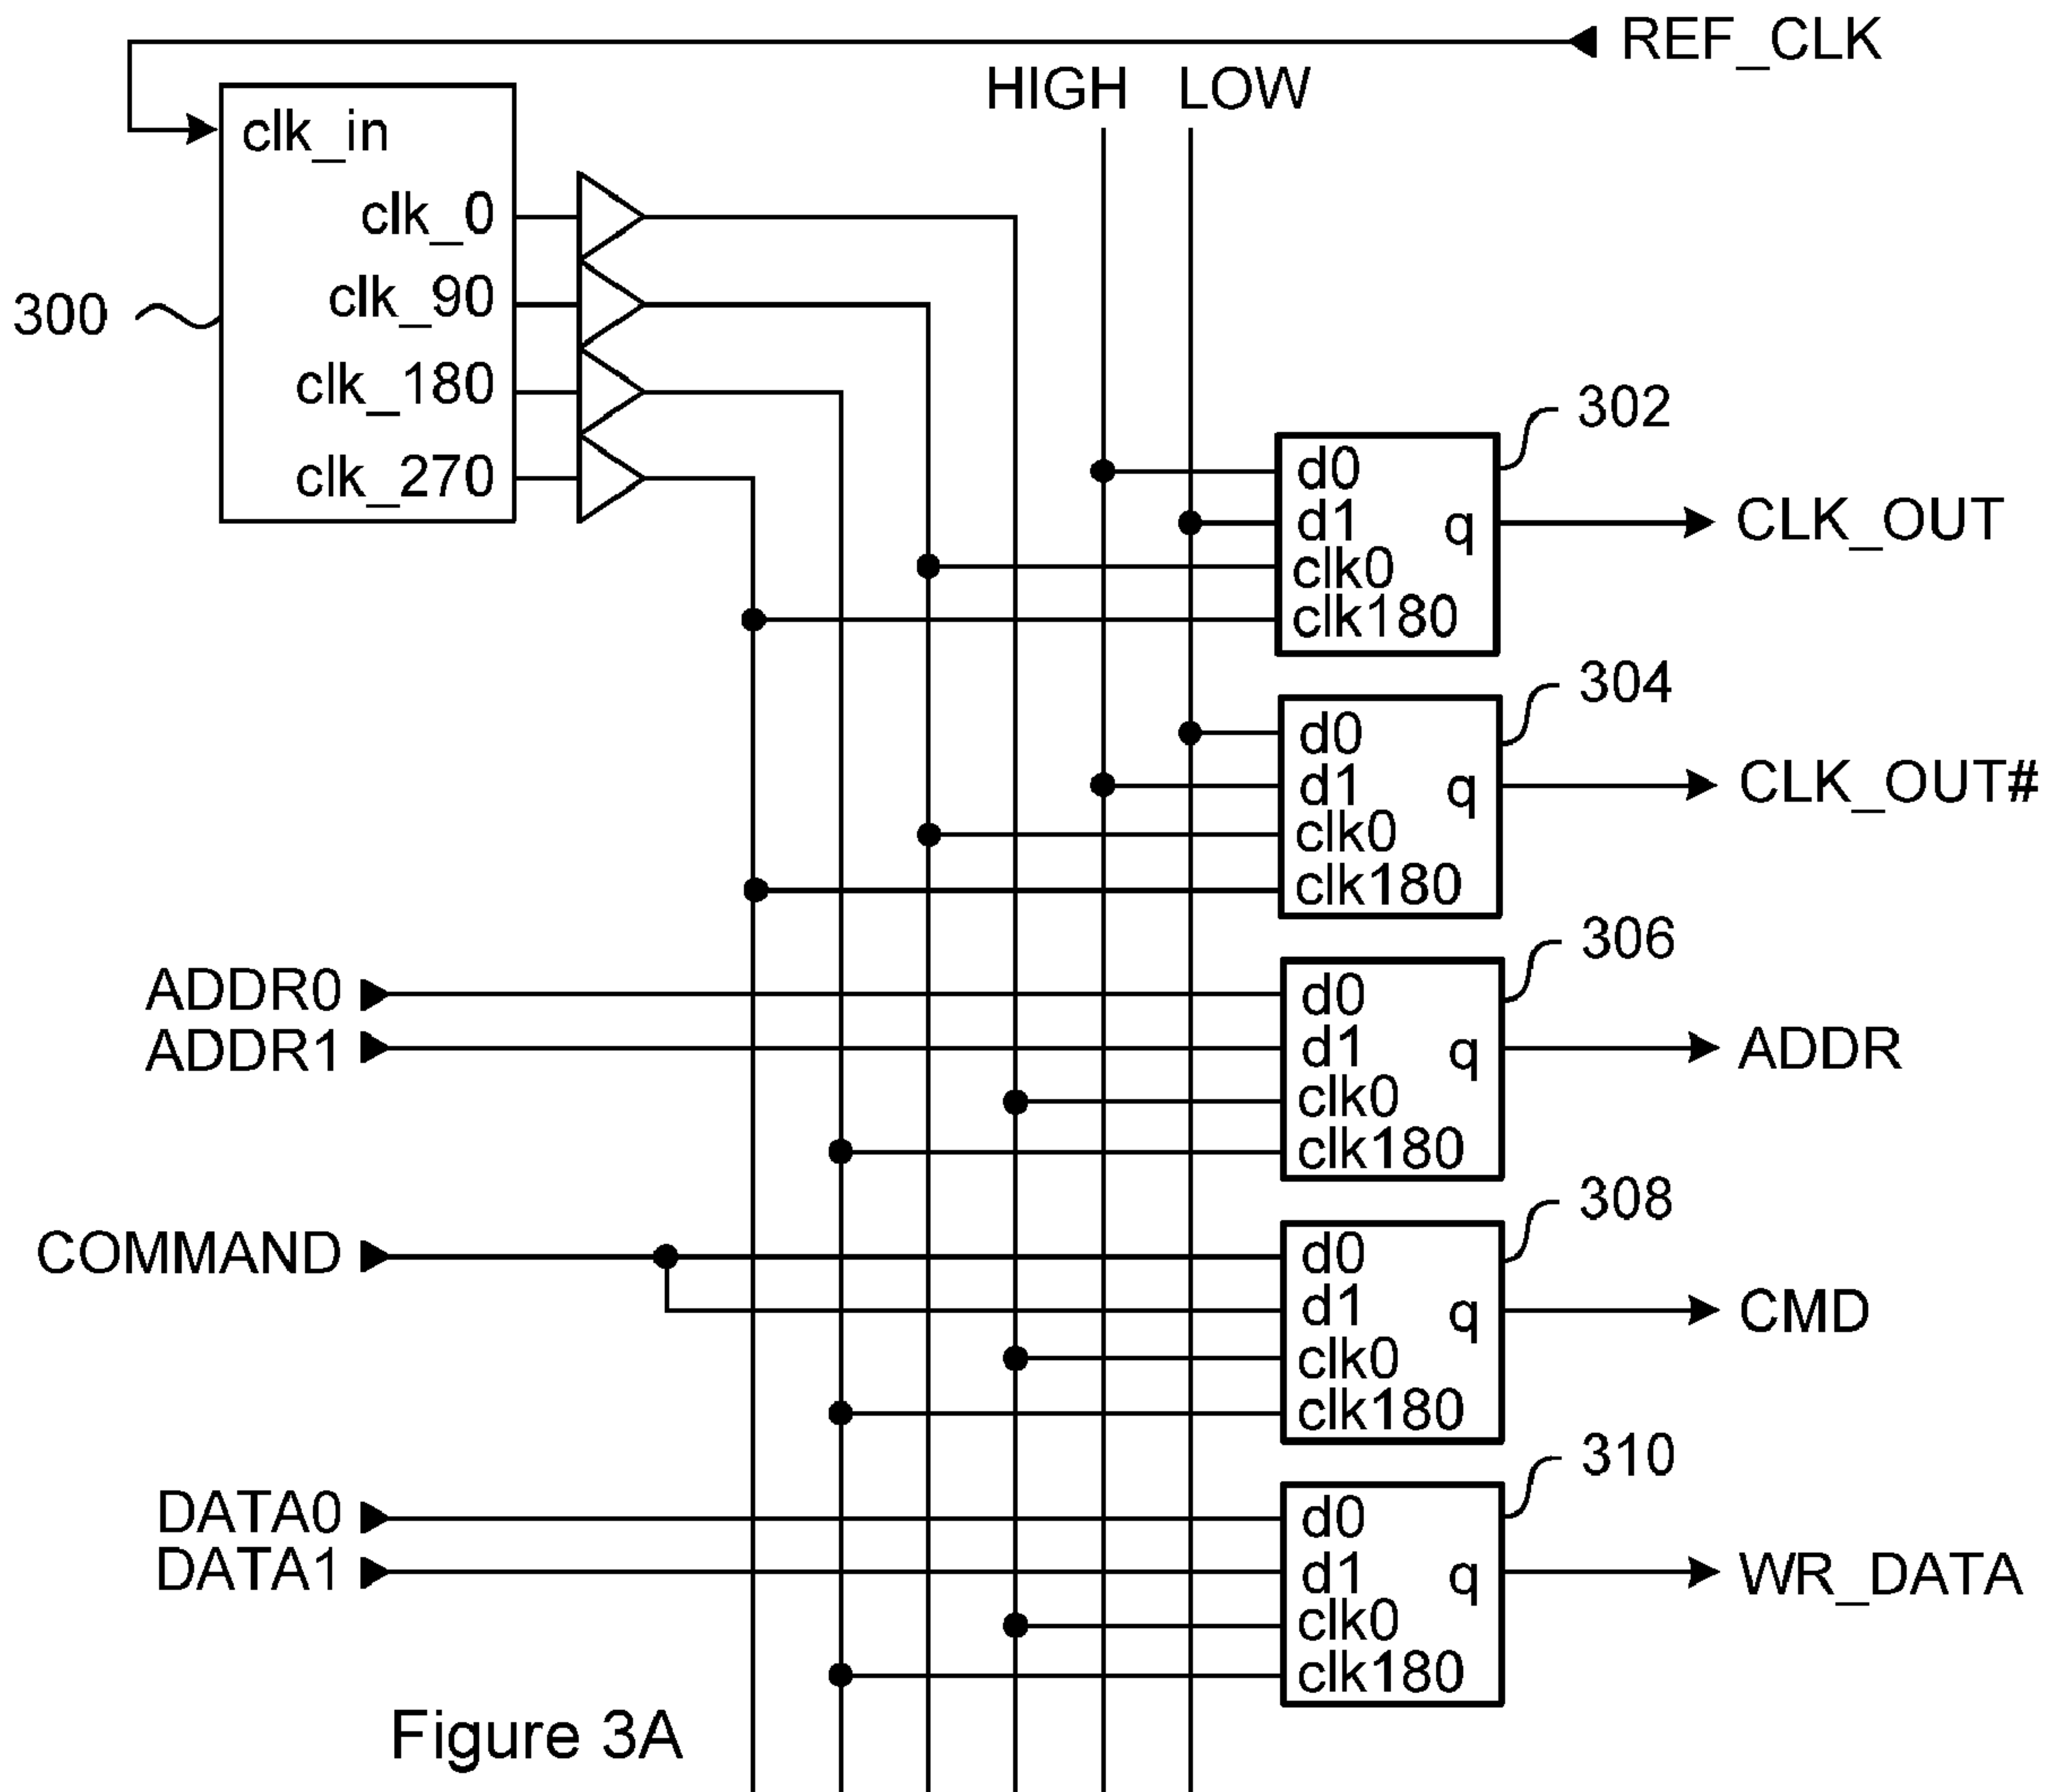 REF_CLK
HIGH LOW
clk_in
clk_0
clk_90
clk_180
clk_270
300
302
d0
d1
clk0
clk180
q
CLK_OUT
304
d0
d1
clk0
clk180
q
CLK_OUT#
306
ADDR0
ADDR1
d0
d1
clk0
clk180
q
ADDR
308
COMMAND
d0
d1
clk0
clk180
q
CMD
310
DATA0
DATA1
d0
d1
clk0
clk180
q
WR_DATA
Figure 3A